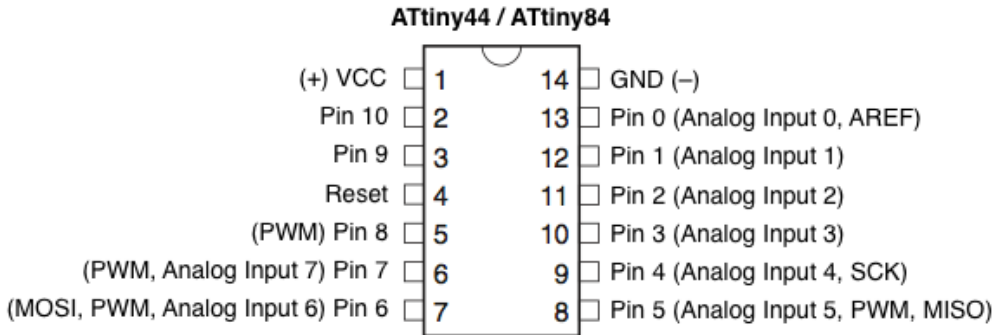 ATtiny44 / ATtiny84
(+) VCC 1 14 GND (–)
Pin 10 2 13 Pin 0 (Analog Input 0, AREF)
Pin 9 3 12 Pin 1 (Analog Input 1)
Reset 4 11 Pin 2 (Analog Input 2)
(PWM) Pin 8 5 10 Pin 3 (Analog Input 3)
(PWM, Analog Input 7) Pin 7 6 9 Pin 4 (Analog Input 4, SCK)
(MOSI, PWM, Analog Input 6) Pin 6 7 8 Pin 5 (Analog Input 5, PWM, MISO)